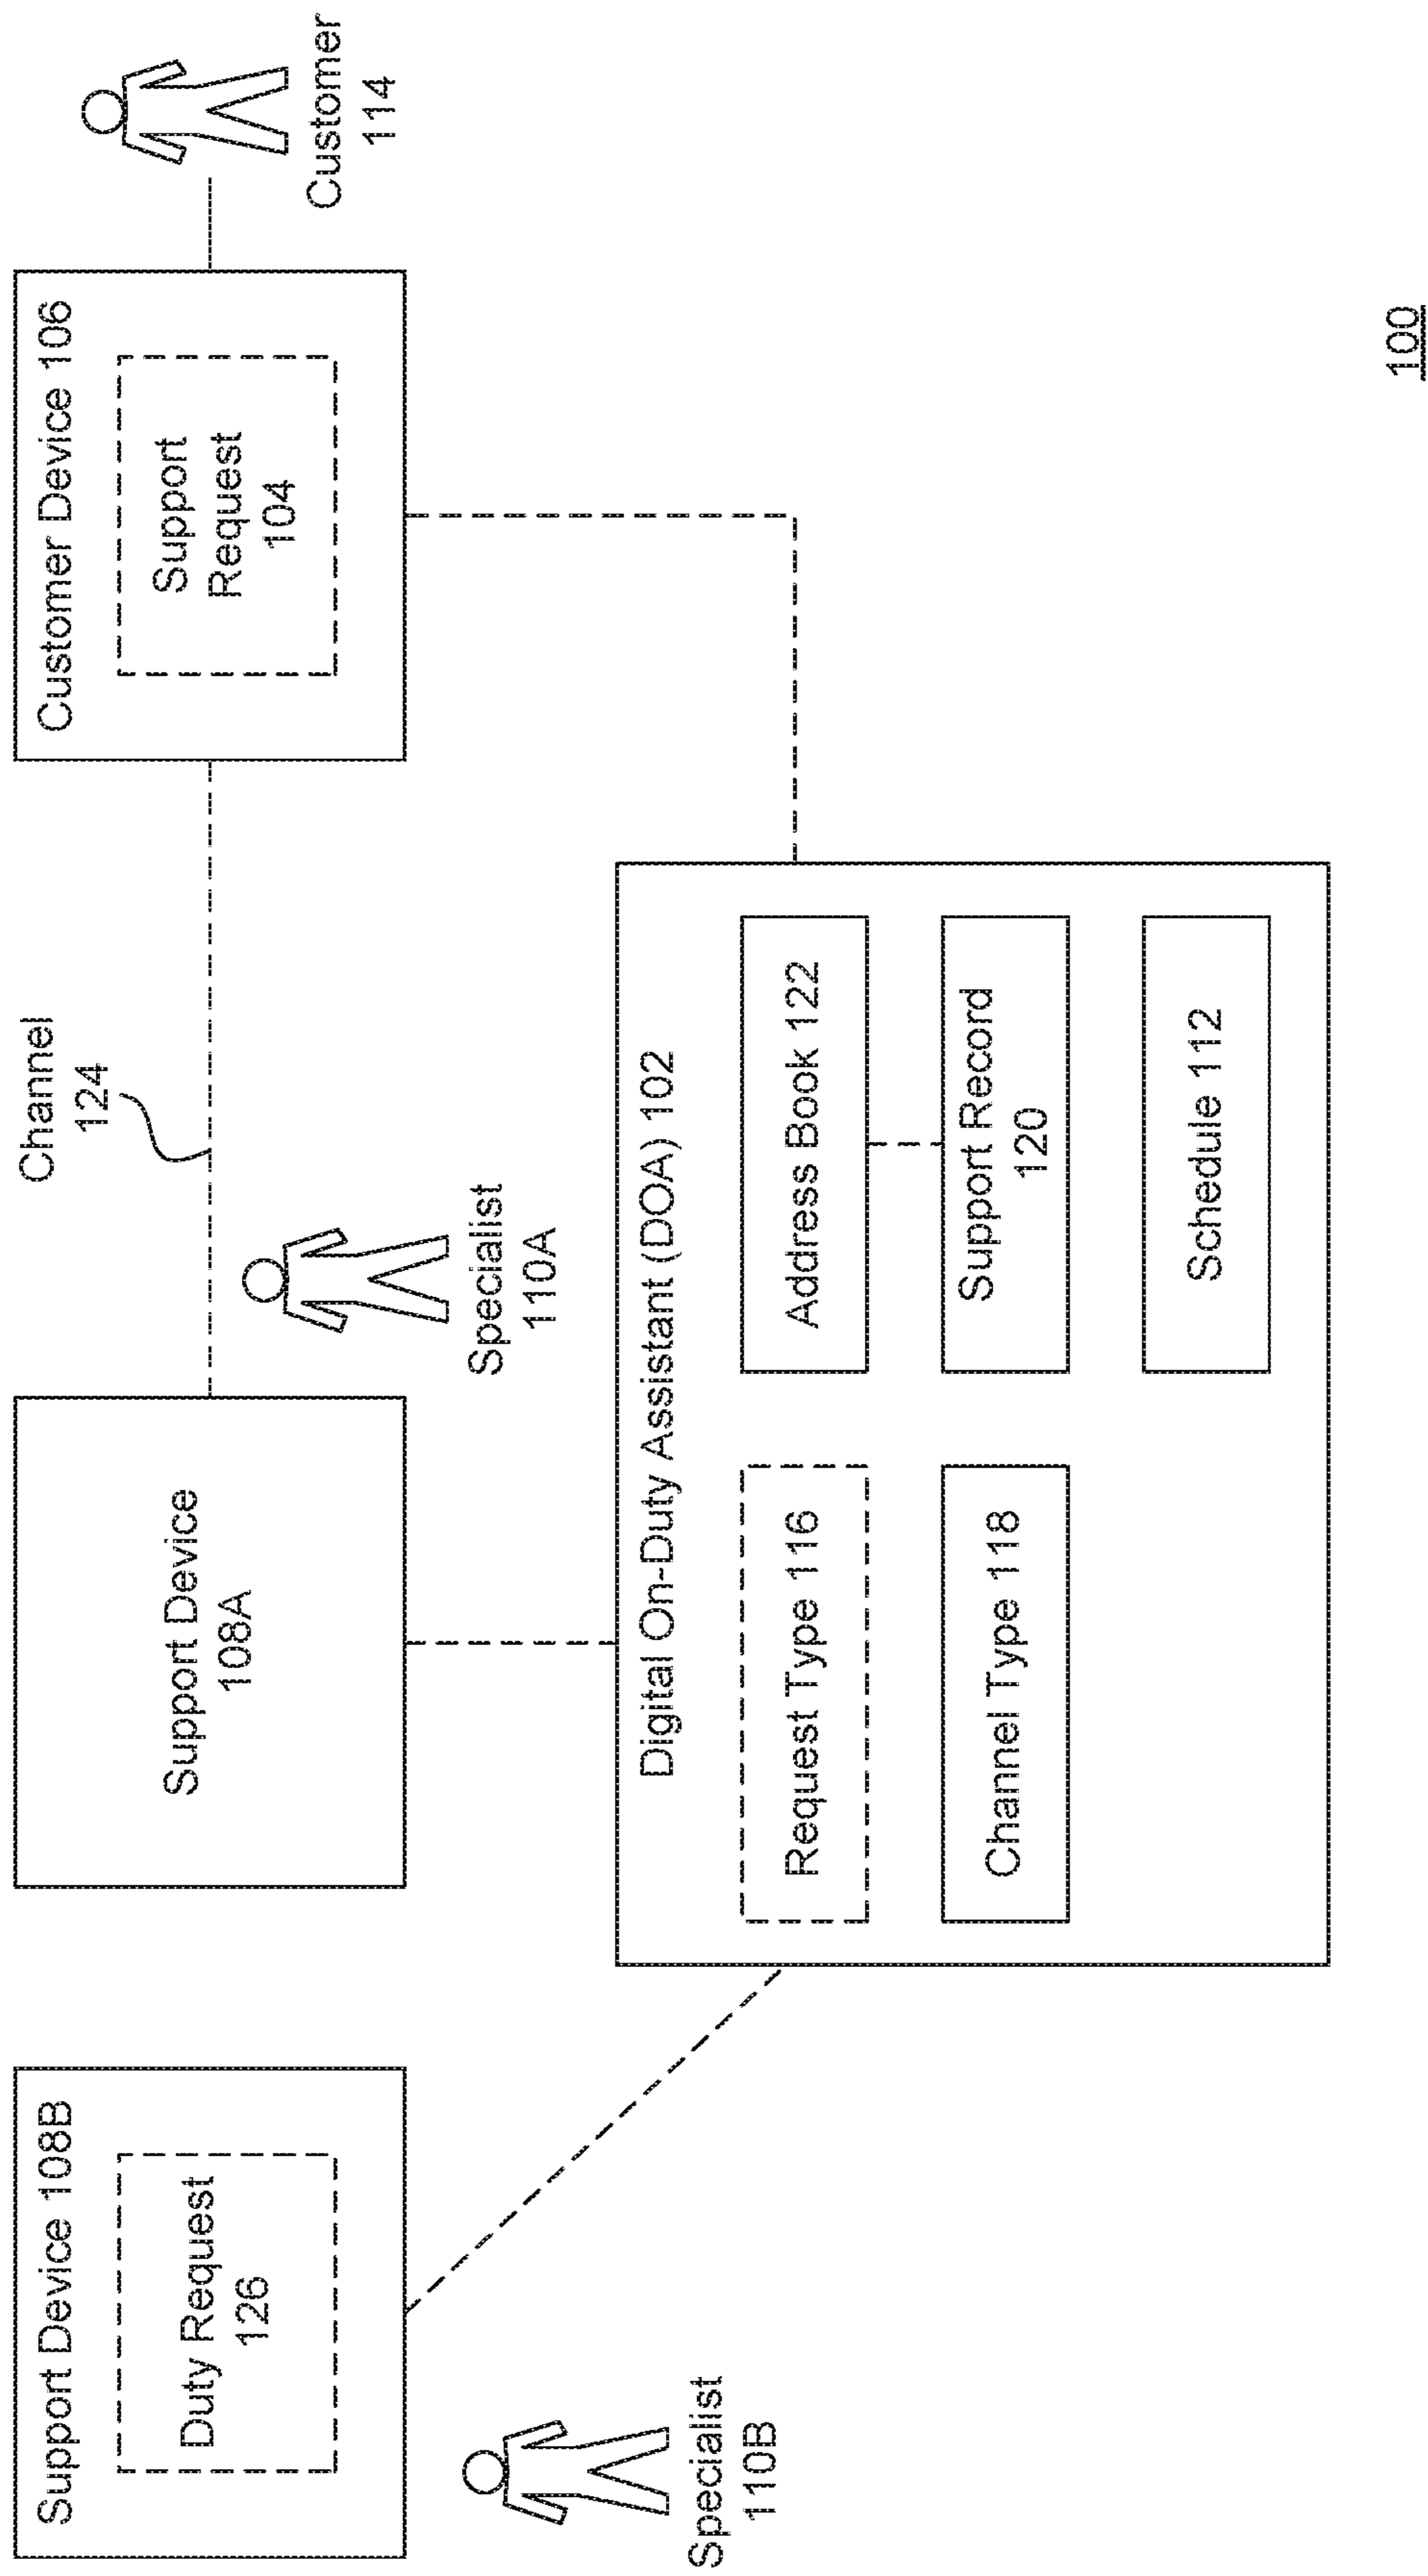 Support Device 108B
Duty Request
126
Specialist
110B
Support Device
108A
Specialist
110A
Channel
124
Customer Device 106
Support
Request
104
Customer
114
Digital On-Duty Assistant (DOA) 102
Request Type 116
Address Book 122
Channel Type 118
Support Record
120
Schedule 112
100